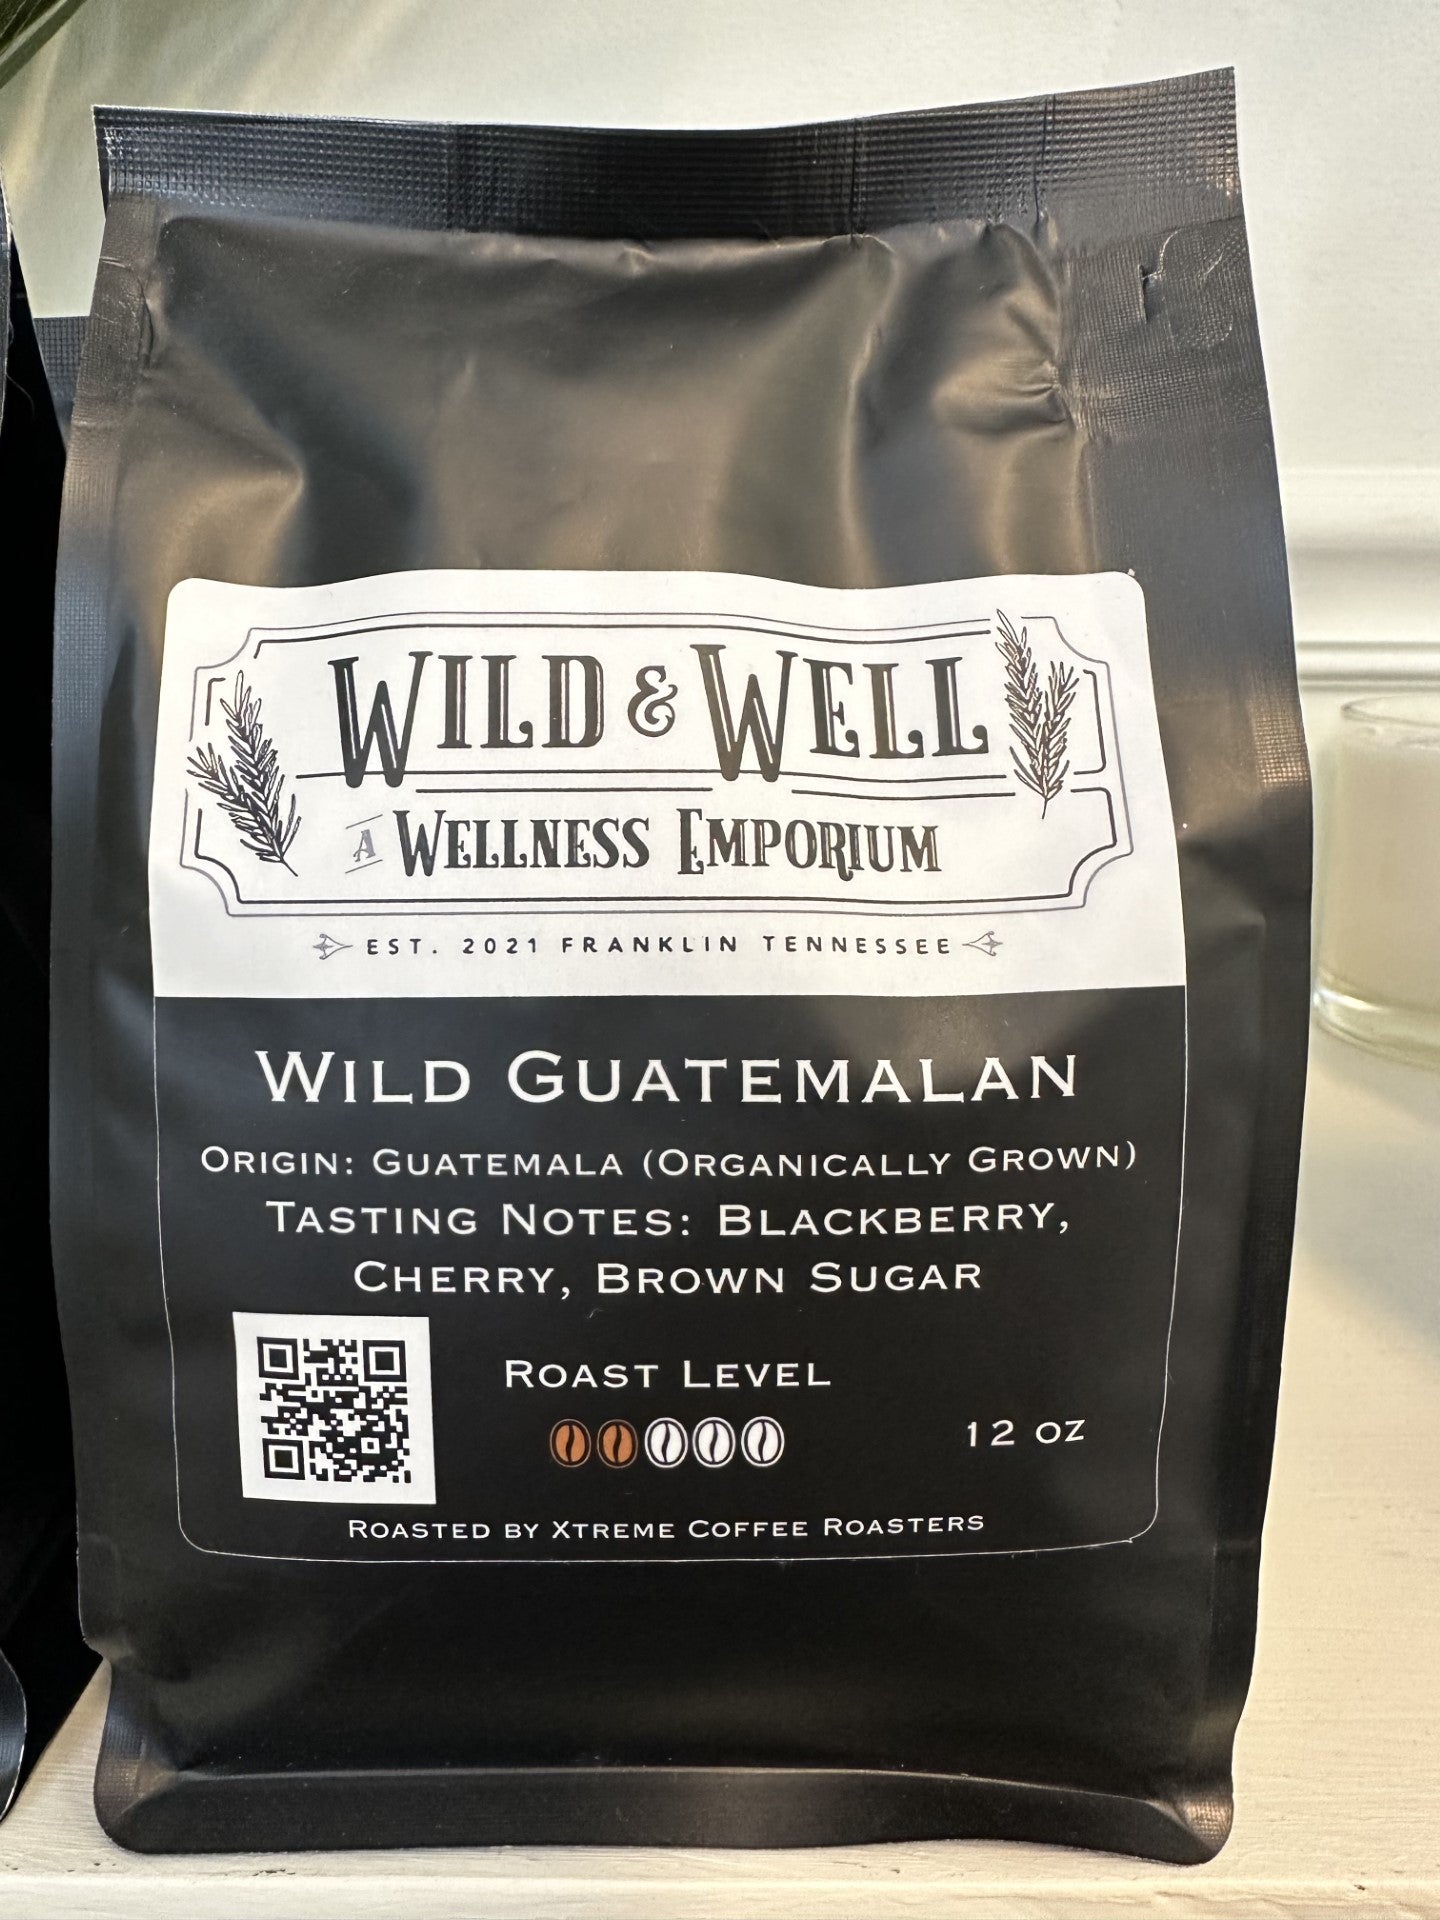 WILD & WELL
A WELLNESS EMPORIUM
EST. 2021 FRANKLIN TENNESSEE
WILD GUATEMALAN
ORIGIN: GUATEMALA (ORGANICALLY GROWN)
TASTING NOTES: BLACKBERRY,
CHERRY, BROWN SUGAR
ROAST LEVEL
12 OZ
ROASTED BY XTREME COFFEE ROASTERS